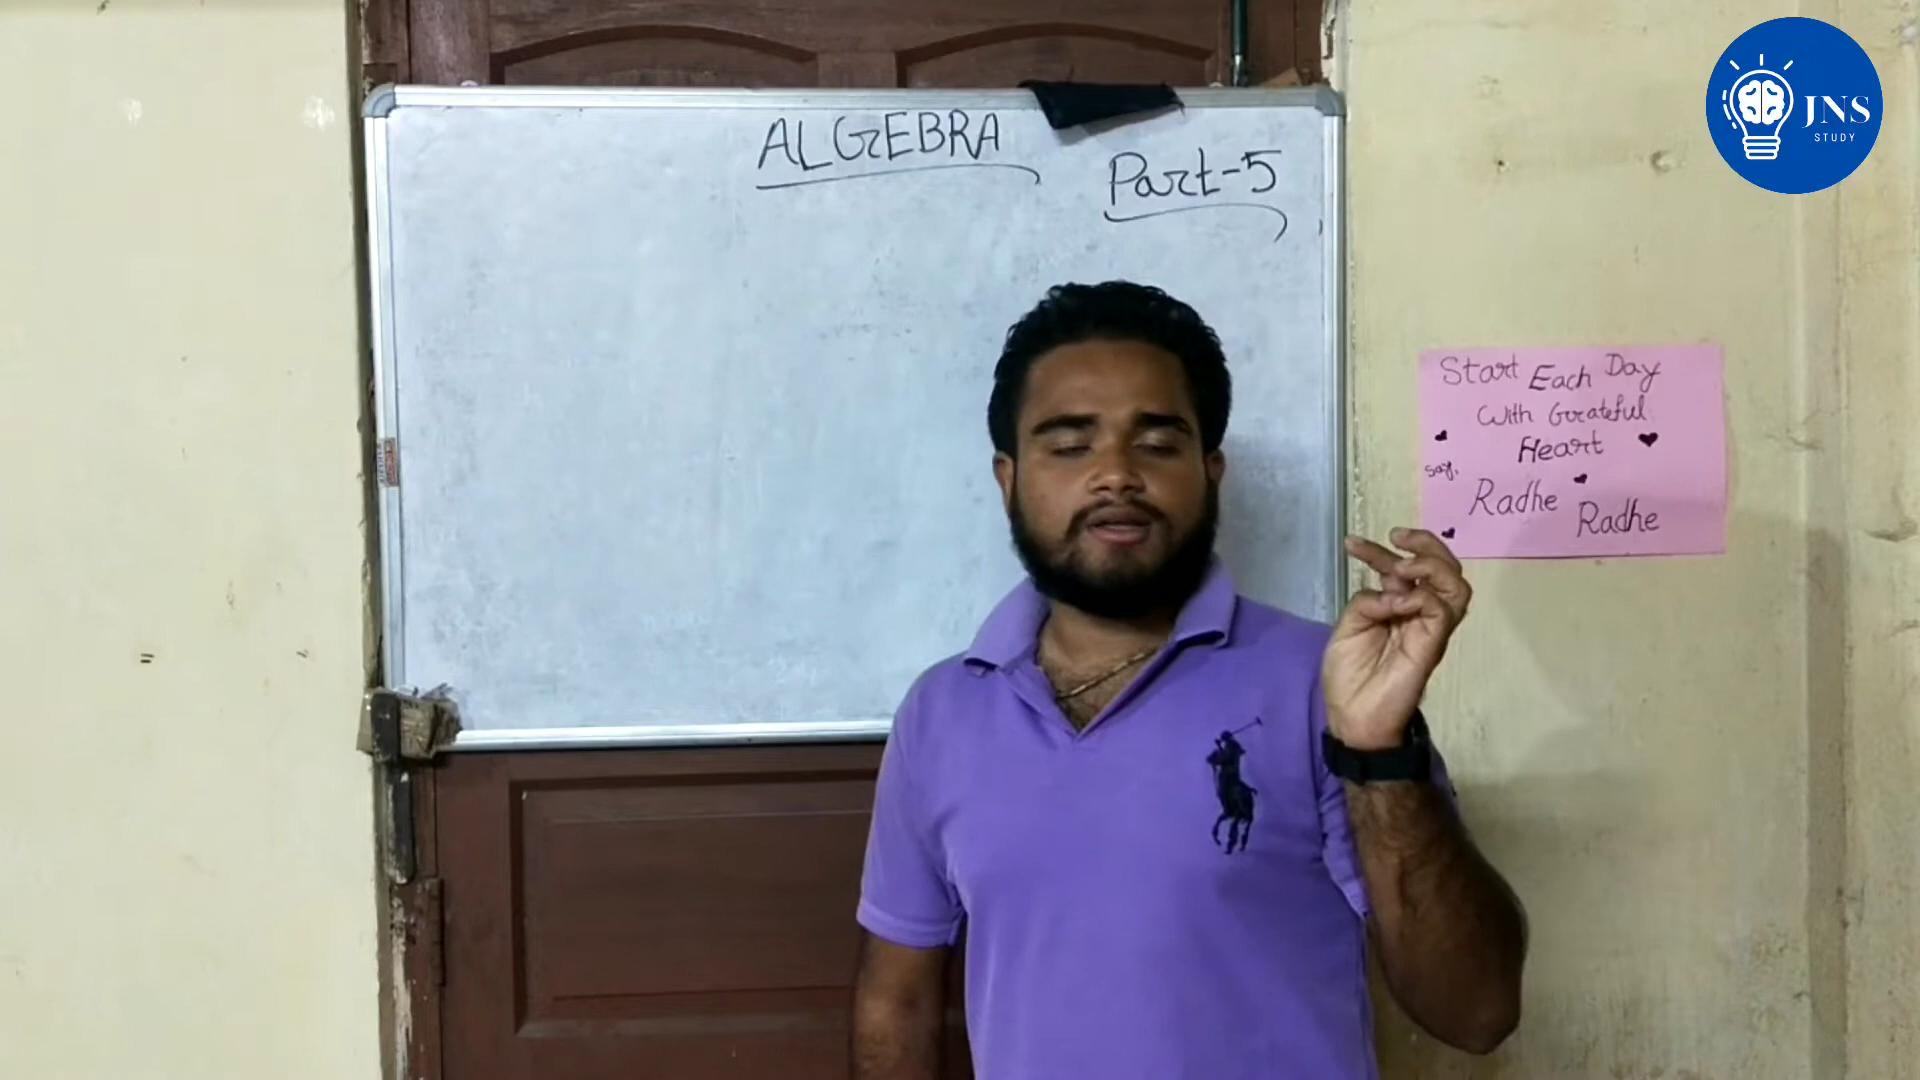 ALGEBRA
Part-5
JNS
STUDY
Start Each Day
With Grateful
Heart
say,
Radhe
Radhe